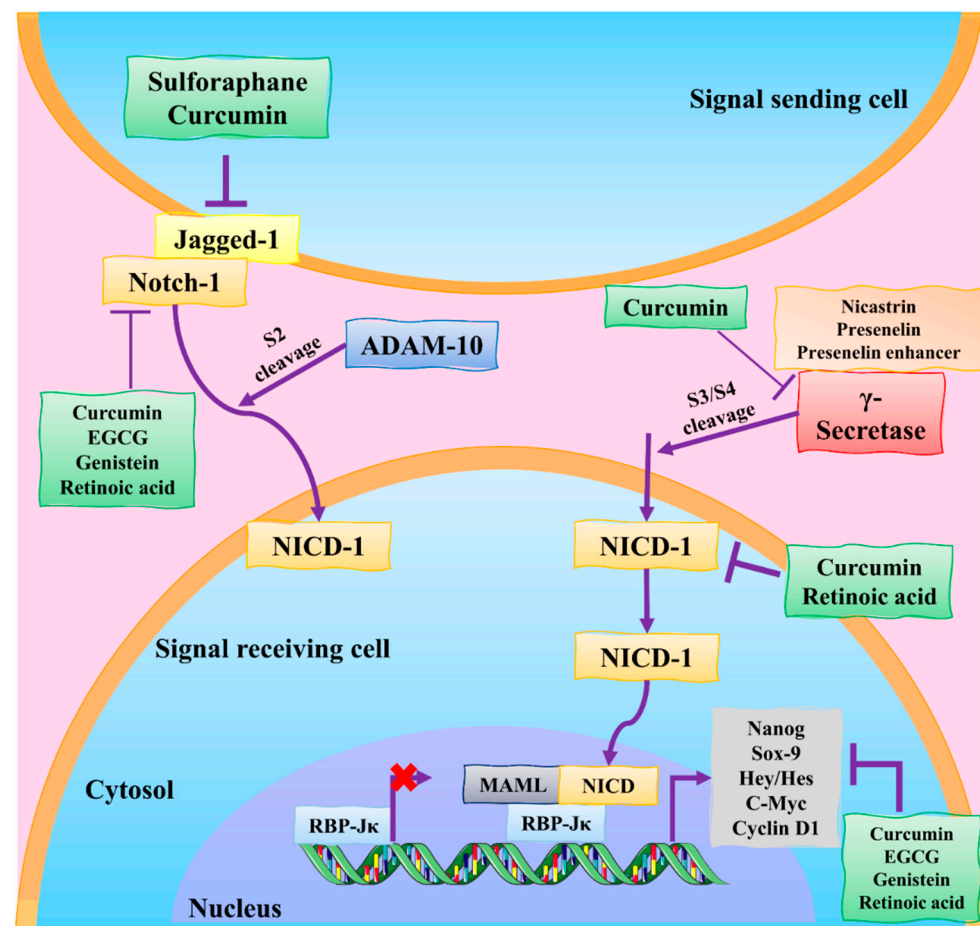 Sulforaphane
Curcumin
Signal sending cell
Jagged-1
Notch-1
S2
cleavage
ADAM-10
Curcumin
Nicastrin
Presenelin
Presenelin enhancer
γ-
Secretase
S3/S4
cleavage
Curcumin
EGCG
Genistein
Retinoic acid
NICD-1
NICD-1
Curcumin
Retinoic acid
Signal receiving cell
NICD-1
Nanog
Sox-9
Hey/Hes
C-Myc
Cyclin D1
Cytosol
MAML
NICD
RBP-Jκ
RBP-Jκ
Curcumin
EGCG
Genistein
Retinoic acid
Nucleus